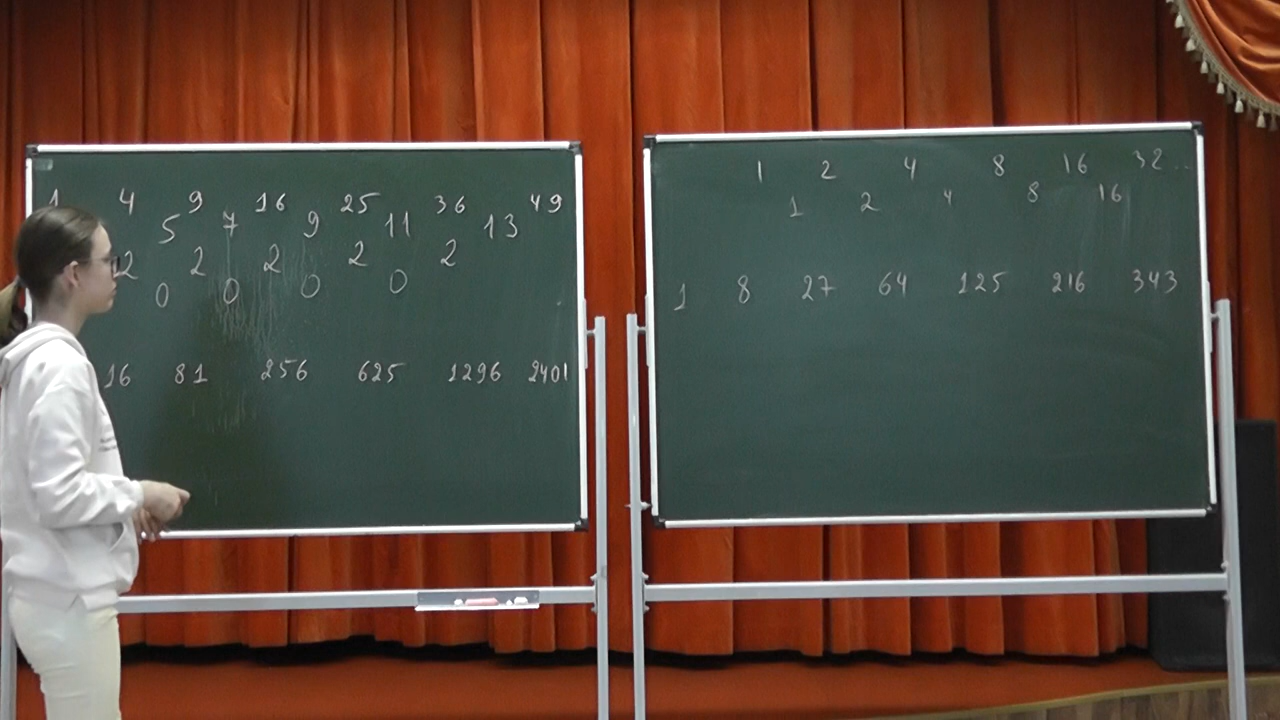 1 4 9 16 25 36 49
5 7 9 11 13
2 2 2 2 2
0 0 0 0
16 81 256 625 1296 2401
1 2 4 8 16 32 ..
1 2 4 8 16
1 8 27 64 125 216 343